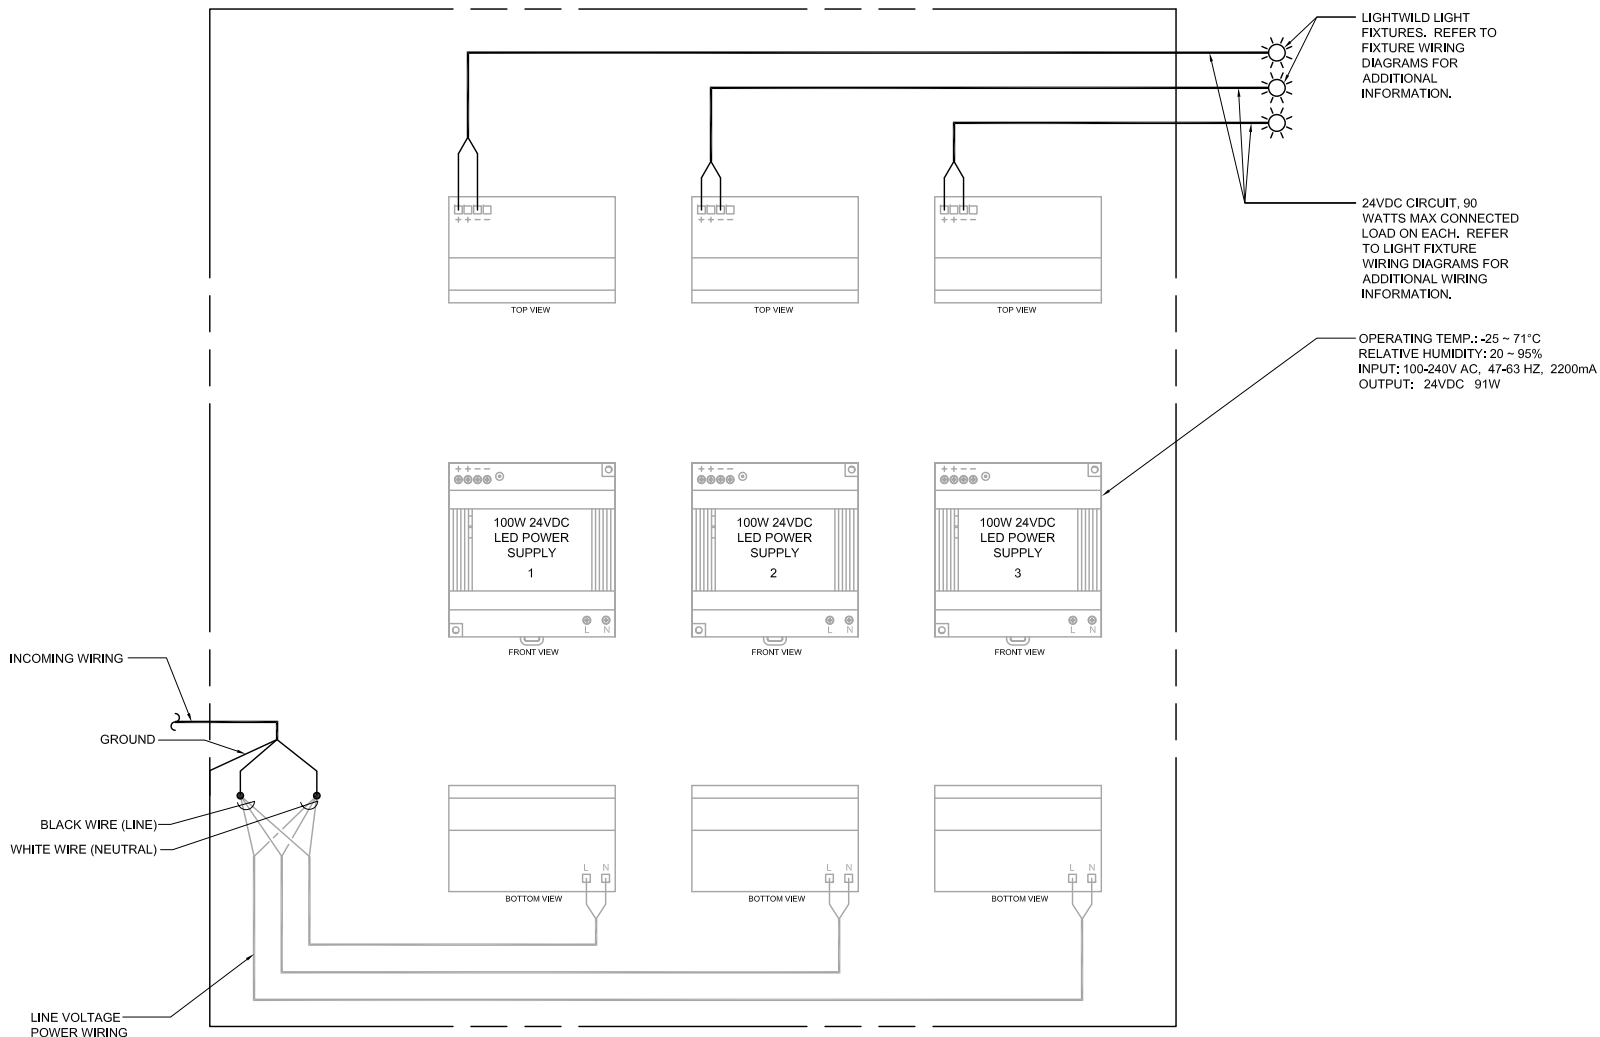 LIGHTWILD LIGHT
FIXTURES. REFER TO
FIXTURE WIRING
DIAGRAMS FOR
ADDITIONAL
INFORMATION.
+ + − −
+ + − −
+ + − −
24VDC CIRCUIT, 90
WATTS MAX CONNECTED
LOAD ON EACH. REFER
TO LIGHT FIXTURE
WIRING DIAGRAMS FOR
ADDITIONAL WIRING
INFORMATION.
TOP VIEW
TOP VIEW
TOP VIEW
OPERATING TEMP.: -25 ~ 71°C
RELATIVE HUMIDITY: 20 ~ 95%
INPUT: 100-240V AC, 47-63 HZ, 2200mA
OUTPUT: 24VDC 91W
+ + − −
100W 24VDC
LED POWER
SUPPLY
1
L N
FRONT VIEW
+ + − −
100W 24VDC
LED POWER
SUPPLY
2
L N
FRONT VIEW
+ + − −
100W 24VDC
LED POWER
SUPPLY
3
L N
FRONT VIEW
INCOMING WIRING
GROUND
BLACK WIRE (LINE)
WHITE WIRE (NEUTRAL)
L N
BOTTOM VIEW
L N
BOTTOM VIEW
L N
BOTTOM VIEW
LINE VOLTAGE
POWER WIRING